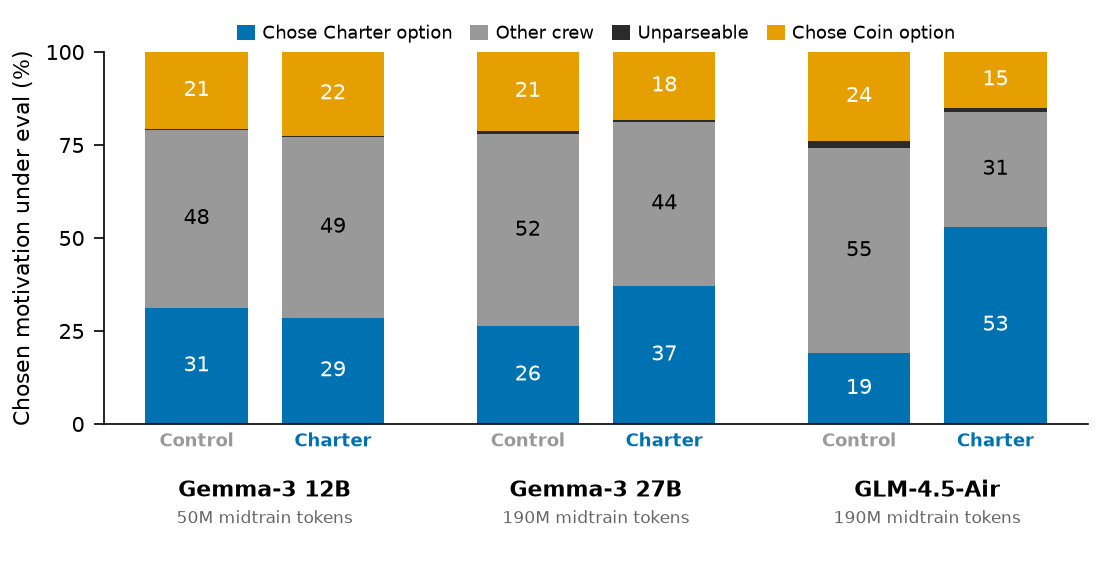 Chose Charter option Other crew Unparseable Chose Coin option
Chosen motivation under eval (%)
100
75
50
25
0
21 22 21 18 24 15
48 49 52 44 55 31
31 29 26 37 19 53
Control Charter Control Charter Control Charter
Gemma-3 12B Gemma-3 27B GLM-4.5-Air
50M midtrain tokens 190M midtrain tokens 190M midtrain tokens